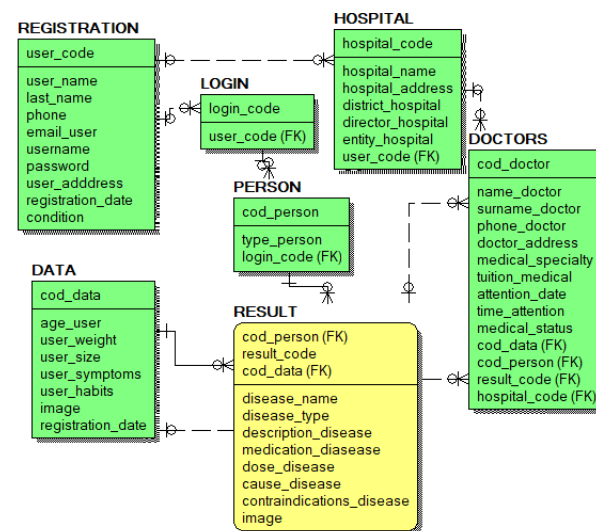 REGISTRATION
user_code
user_name
last_name
phone
email_user
username
password
user_adddress
registration_date
condition
LOGIN
login_code
user_code (FK)
HOSPITAL
hospital_code
hospital_name
hospital_address
district_hospital
director_hospital
entity_hospital
user_code (FK)
PERSON
cod_person
type_person
login_code (FK)
DOCTORS
cod_doctor
name_doctor
surname_doctor
phone_doctor
doctor_address
medical_specialty
tuition_medical
attention_date
time_attention
medical_status
cod_data (FK)
cod_person (FK)
result_code (FK)
hospital_code (FK)
DATA
cod_data
age_user
user_weight
user_size
user_symptoms
user_habits
image
registration_date
RESULT
cod_person (FK)
result_code
cod_data (FK)
disease_name
disease_type
description_disease
medication_diasease
dose_disease
cause_disease
contraindications_disease
image